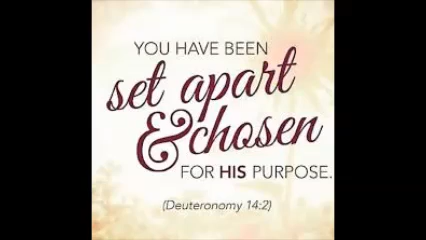 YOU HAVE BEEN
set apart
& chosen
FOR HIS PURPOSE.
(Deuteronomy 14:2)